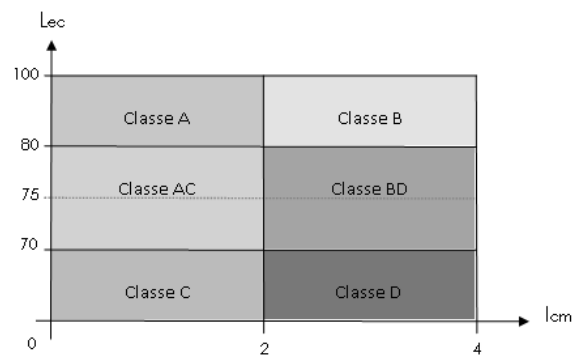 Lec
100
Classe A
Classe B
80
Classe AC
Classe BD
75
70
Classe C
Classe D
Icm
0
2
4